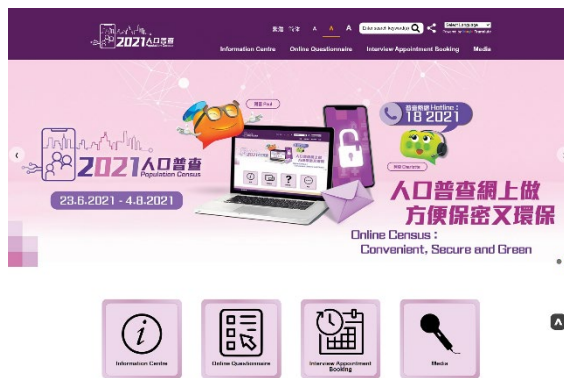 繁體 简体 A A A Enter search keyword(s) Select Language
2021人口普查
Information Centre Online Questionnaire Interview Appointment Booking Media
普查熱線 Hotline :
18 2021
2021人口普查
Population Census
23.6.2021 - 4.8.2021
人口普查網上做
方便保密又環保
Online Census :
Convenient, Secure and Green
Information Centre
Online Questionnaire
Interview Appointment
Booking
Media